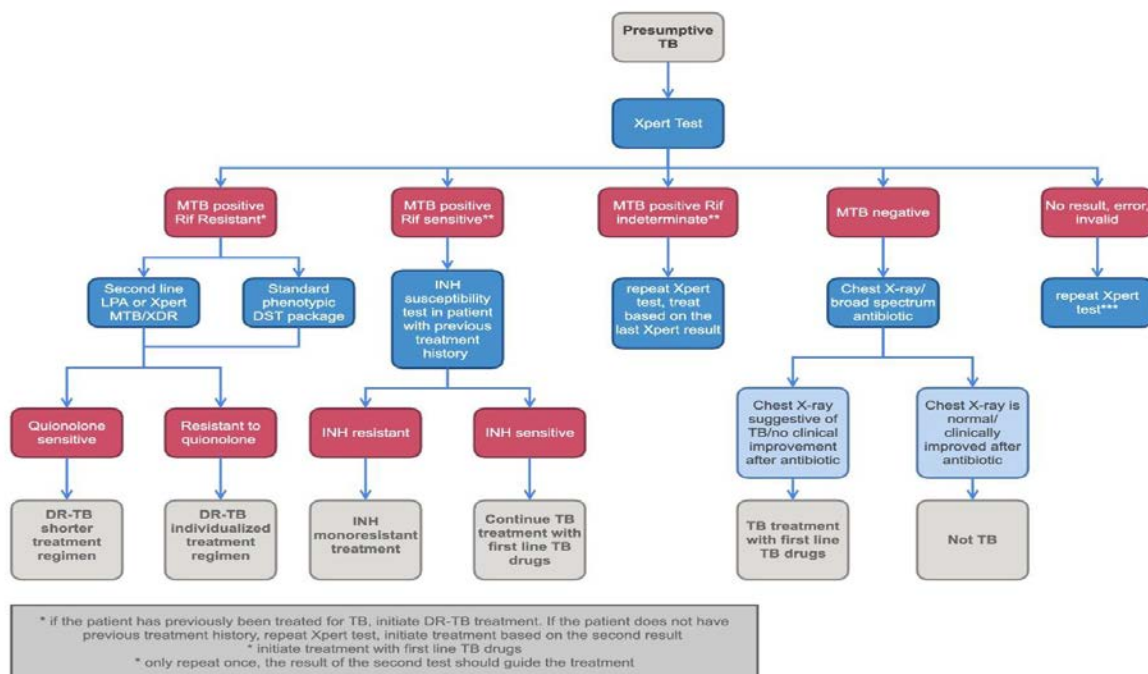 Presumptive
TB
Xpert Test
MTB positive
Rif Resistant*
MTB positive
Rif sensitive**
MTB positive Rif
indeterminate**
MTB negative
No result, error,
invalid
Second line
LPA or Xpert
MTB/XDR
Standard
phenotypic
DST package
INH
susceptibility
test in patient
with previous
treatment
history
repeat Xpert
test, treat
based on the
last Xpert result
Chest X-ray/
broad spectrum
antibiotic
repeat Xpert
test***
Quionolone
sensitive
Resistant to
quionolone
INH resistant
INH sensitive
Chest X-ray
suggestive of
TB/no clinical
improvement
after antibiotic
Chest X-ray is
normal/
clinically
improved after
antibiotic
DR-TB
shorter
treatment
regimen
DR-TB
individualized
treatment
regimen
INH
monoresistant
treatment
Continue TB
treatment with
first line TB
drugs
TB treatment
with first line
TB drugs
Not TB
* if the patient has previously been treated for TB, initiate DR-TB treatment. If the patient does not have
previous treatment history, repeat Xpert test, initiate treatment based on the second result
* initiate treatment with first line TB drugs
* only repeat once, the result of the second test should guide the treatment